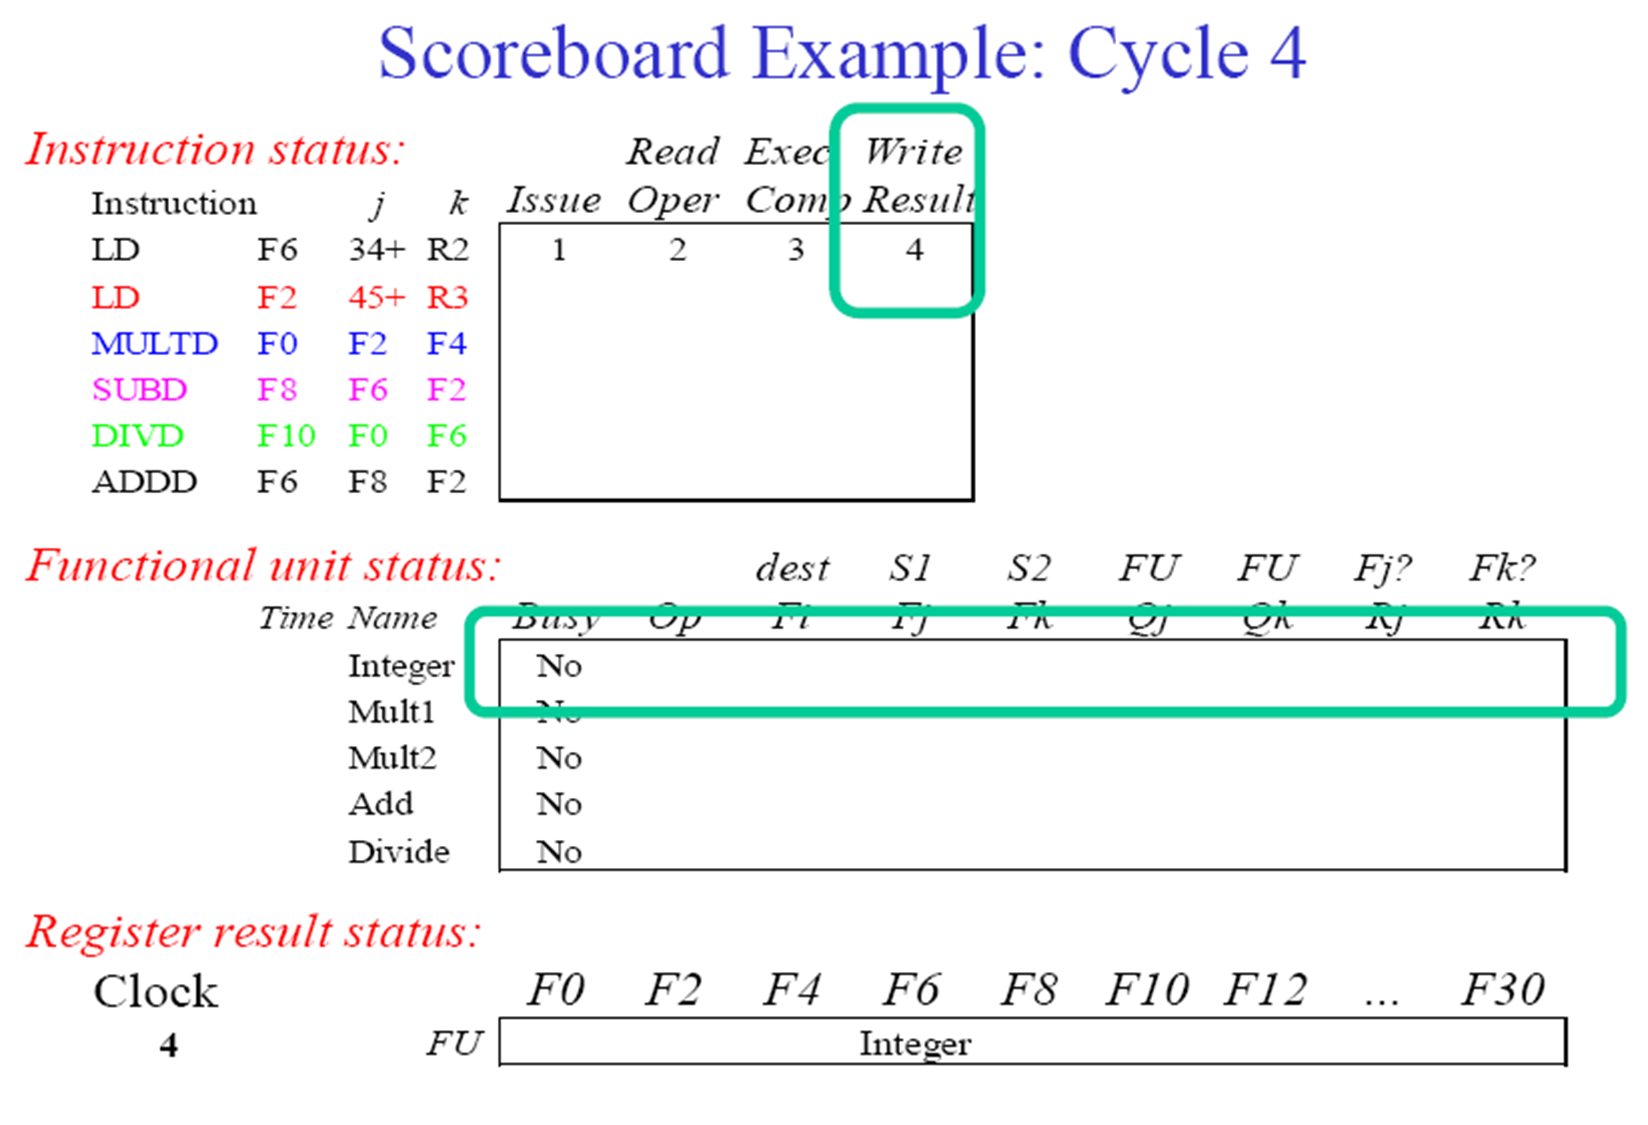 Scoreboard Example: Cycle 4
Instruction status:
Read Exec Write
Instruction j k Issue Oper Comp Result
LD F6 34+ R2 1 2 3 4
LD F2 45+ R3
MULTD F0 F2 F4
SUBD F8 F6 F2
DIVD F10 F0 F6
ADDD F6 F8 F2
Functional unit status:
dest S1 S2 FU FU Fj? Fk?
Time Name Busy Op Fi Fj Fk Qj Qk Rj Rk
Integer No
Mult1 No
Mult2 No
Add No
Divide No
Register result status:
Clock F0 F2 F4 F6 F8 F10 F12 ... F30
4 FU Integer